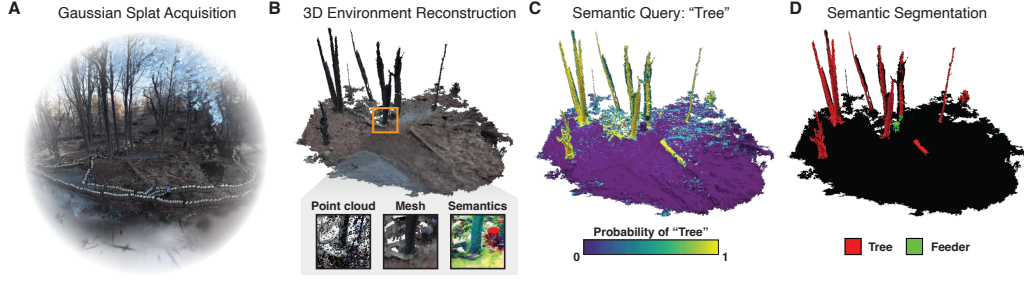 A Gaussian Splat Acquisition
B 3D Environment Reconstruction
Point cloud Mesh Semantics
C Semantic Query: “Tree”
Probability of “Tree”
0 1
D Semantic Segmentation
Tree Feeder